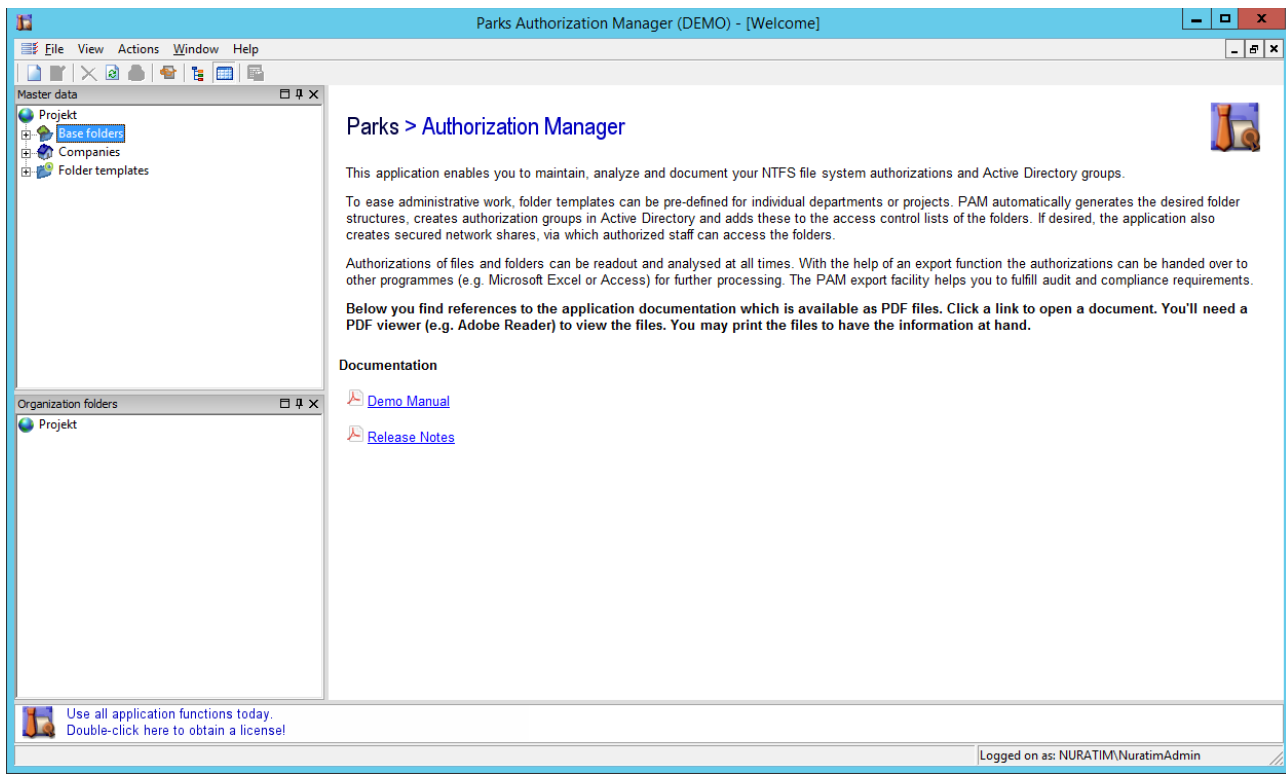 Parks Authorization Manager (DEMO) - [Welcome]
File View Actions Window Help
Master data
Projekt
Base folders
Companies
Folder templates
Organization folders
Projekt
Parks > Authorization Manager
This application enables you to maintain, analyze and document your NTFS file system authorizations and Active Directory groups.
To ease administrative work, folder templates can be pre-defined for individual departments or projects. PAM automatically generates the desired folder
structures, creates authorization groups in Active Directory and adds these to the access control lists of the folders. If desired, the application also
creates secured network shares, via which authorized staff can access the folders.
Authorizations of files and folders can be readout and analysed at all times. With the help of an export function the authorizations can be handed over to
other programmes (e.g. Microsoft Excel or Access) for further processing. The PAM export facility helps you to fulfill audit and compliance requirements.
Below you find references to the application documentation which is available as PDF files. Click a link to open a document. You'll need a
PDF viewer (e.g. Adobe Reader) to view the files. You may print the files to have the information at hand.
Documentation
Demo Manual
Release Notes
Use all application functions today.
Double-click here to obtain a license!
Logged on as: NURATIM\NuratimAdmin